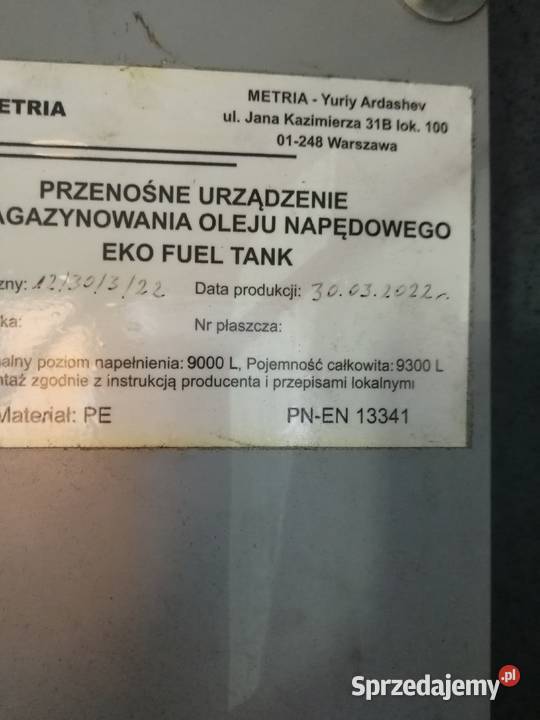 ETRIA
METRIA - Yuriy Ardashev
ul. Jana Kazimierza 31B lok. 100
01-248 Warszawa
PRZENOŚNE URZĄDZENIE
AGAZYNOWANIA OLEJU NAPĘDOWEGO
EKO FUEL TANK
zny: 12/30/3/22 Data produkcji: 30.03.2022 r.
ka: Nr płaszcza:
alny poziom napełnienia: 9000 L, Pojemność całkowita: 9300 L
taż zgodnie z instrukcją producenta i przepisami lokalnymi
Materiał: PE PN-EN 13341
Sprzedajemy.pl